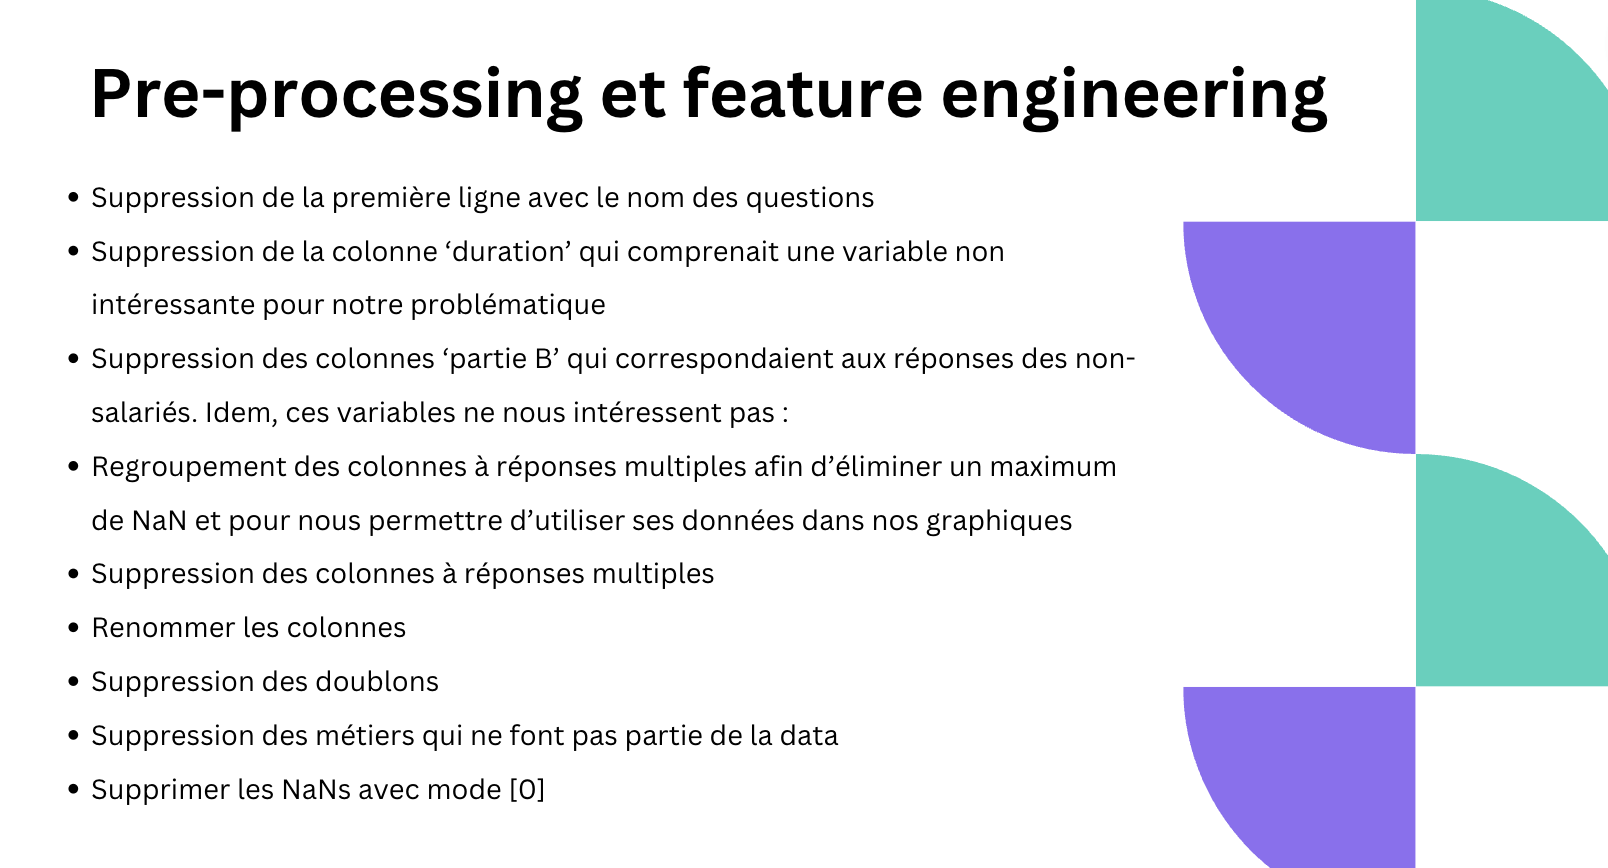 Pre-processing et feature engineering
• Suppression de la première ligne avec le nom des questions
• Suppression de la colonne ‘duration’ qui comprenait une variable non
intéressante pour notre problématique
• Suppression des colonnes ‘partie B’ qui correspondaient aux réponses des non-
salariés. Idem, ces variables ne nous intéressent pas :
• Regroupement des colonnes à réponses multiples afin d’éliminer un maximum
de NaN et pour nous permettre d’utiliser ses données dans nos graphiques
• Suppression des colonnes à réponses multiples
• Renommer les colonnes
• Suppression des doublons
• Suppression des métiers qui ne font pas partie de la data
• Supprimer les NaNs avec mode [0]